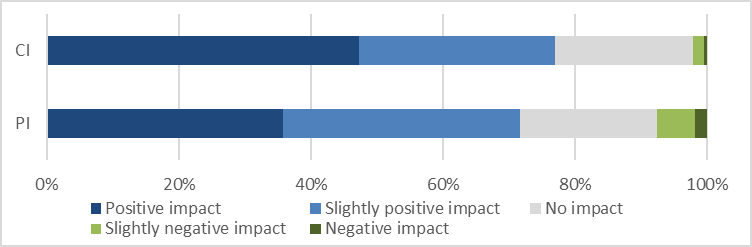 CI
PI
0% 20% 40% 60% 80% 100%
Positive impact Slightly positive impact No impact
Slightly negative impact Negative impact